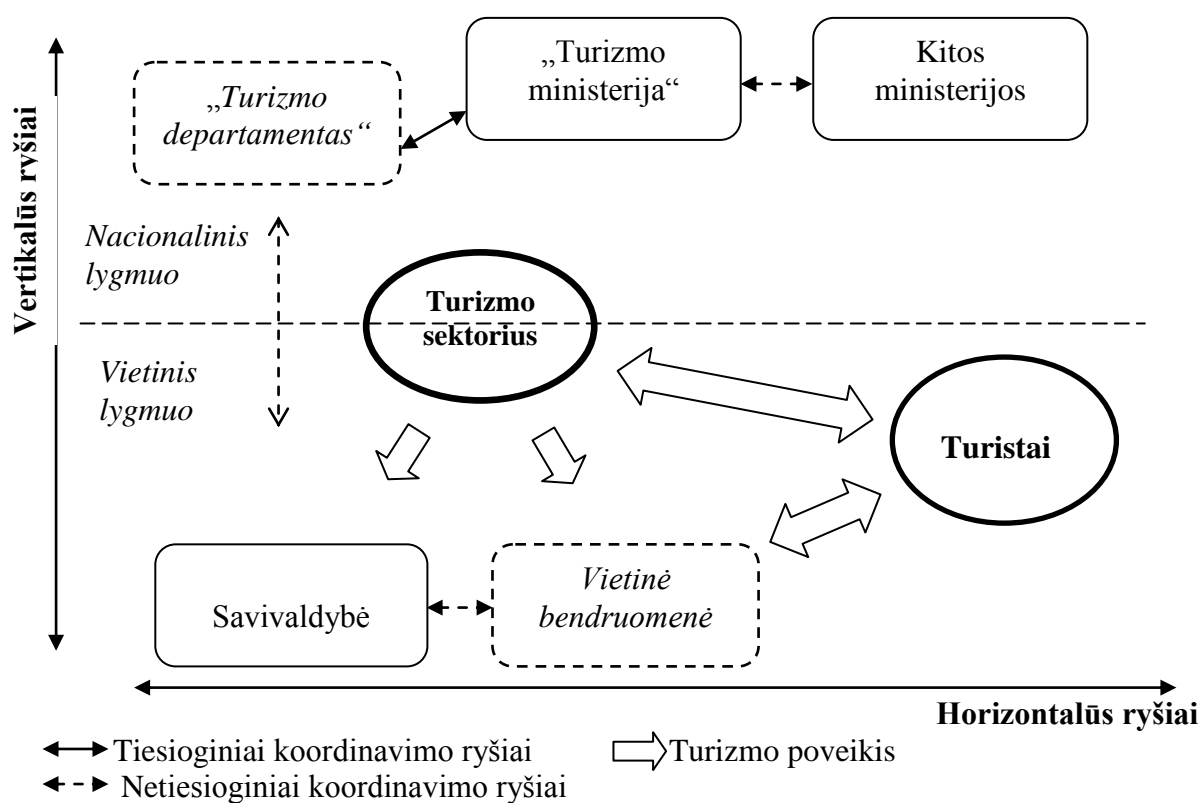 „Turizmo
departamentas“
„Turizmo
ministerija“
Kitos
ministerijos
Vertikalūs ryšiai
Nacionalinis
lygmuo
Turizmo
sektorius
Vietinis
lygmuo
Turistai
Savivaldybė
Vietinė
bendruomenė
Horizontalūs ryšiai
Tiesioginiai koordinavimo ryšiai
Turizmo poveikis
Netiesioginiai koordinavimo ryšiai